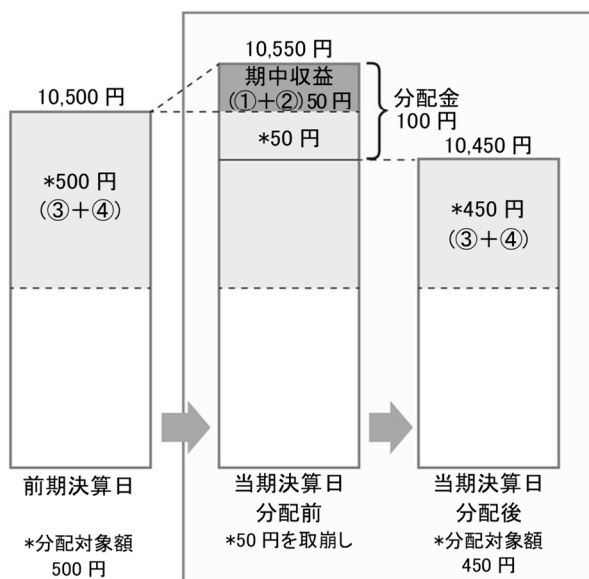 10,550 円
期中収益
(①+②)50 円
*50 円
分配金
100 円
10,500 円
*500 円
(③+④)
10,450 円
*450 円
(③+④)
前期決算日
*分配対象額
500 円
当期決算日
分配前
*50 円を取崩し
当期決算日
分配後
*分配対象額
450 円